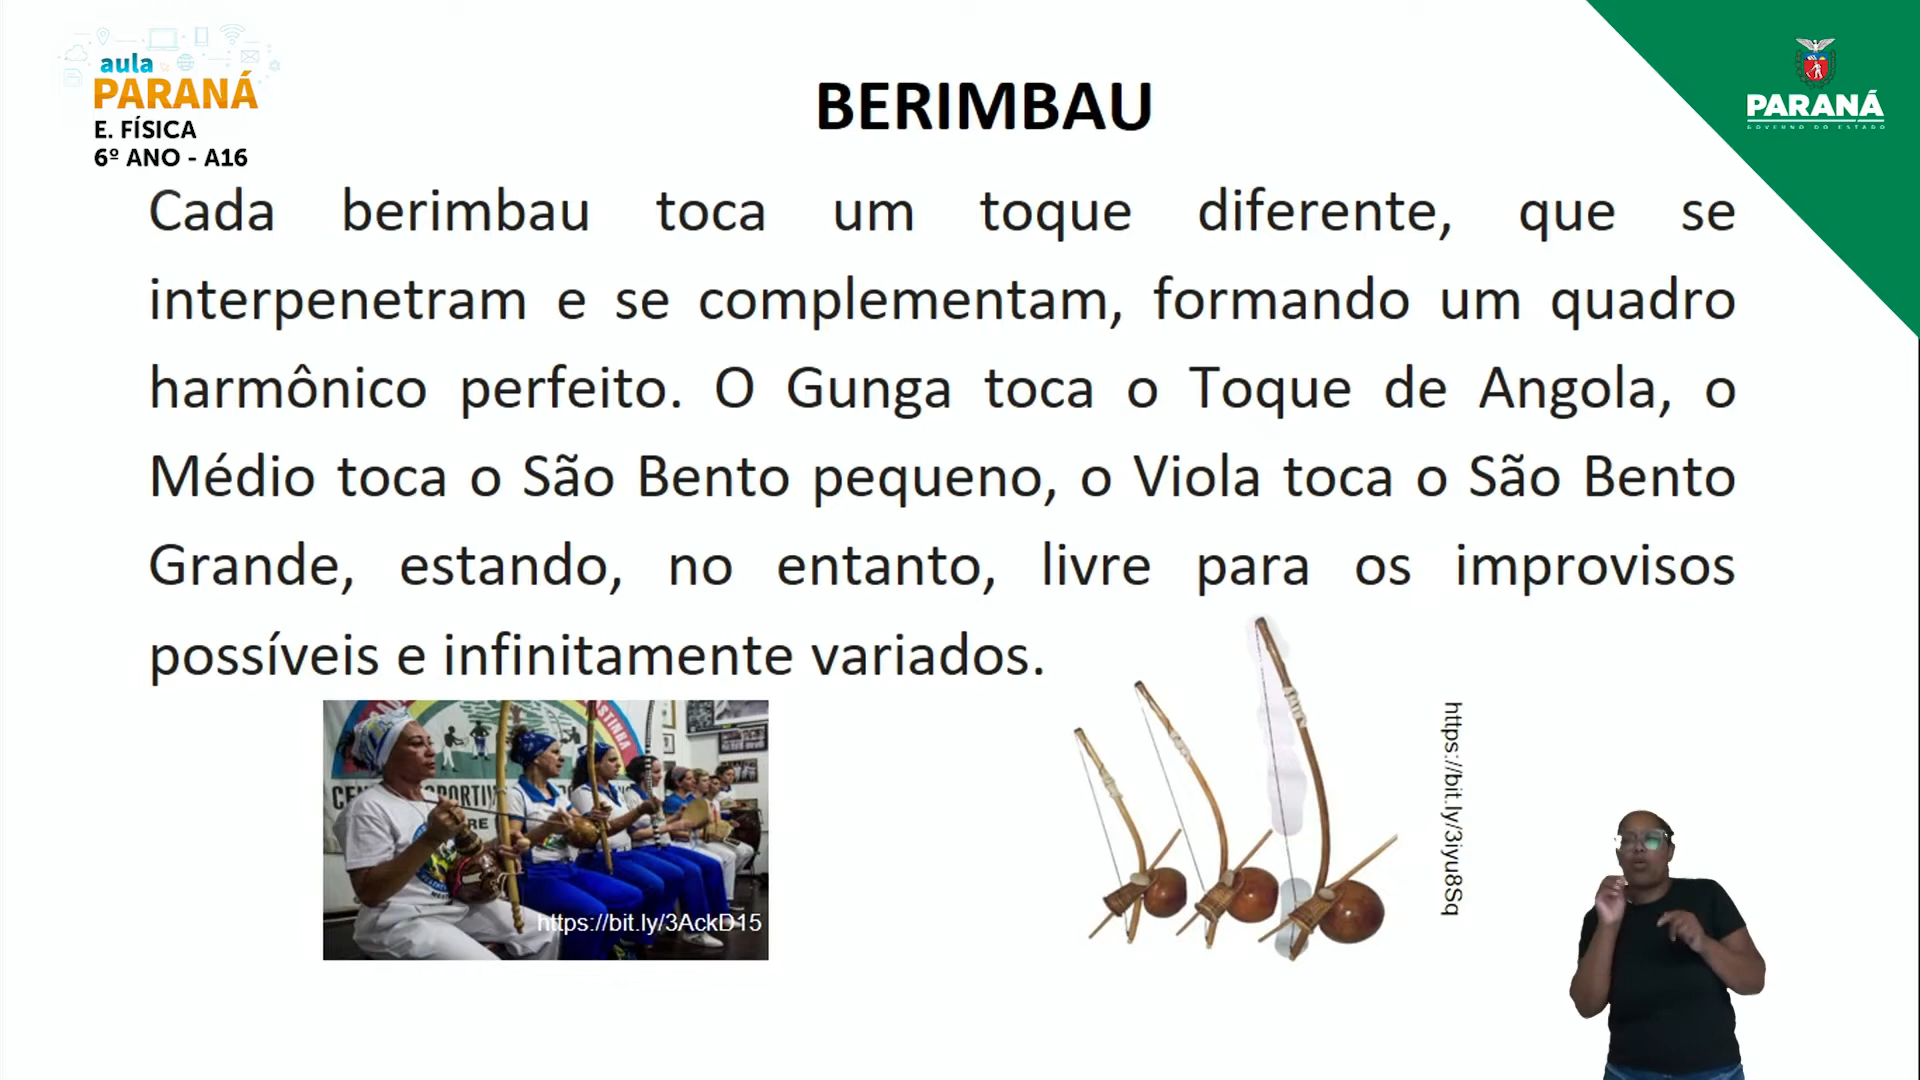 aula
PARANÁ
E. FÍSICA
6º ANO - A16
BERIMBAU
PARANÁ
GOVERNO DO ESTADO
Cada berimbau toca um toque diferente, que se
interpenetram e se complementam, formando um quadro
harmônico perfeito. O Gunga toca o Toque de Angola, o
Médio toca o São Bento pequeno, o Viola toca o São Bento
Grande, estando, no entanto, livre para os improvisos
possíveis e infinitamente variados.
https://bit.ly/3AckD15
https://bit.ly/3iyu8Sq